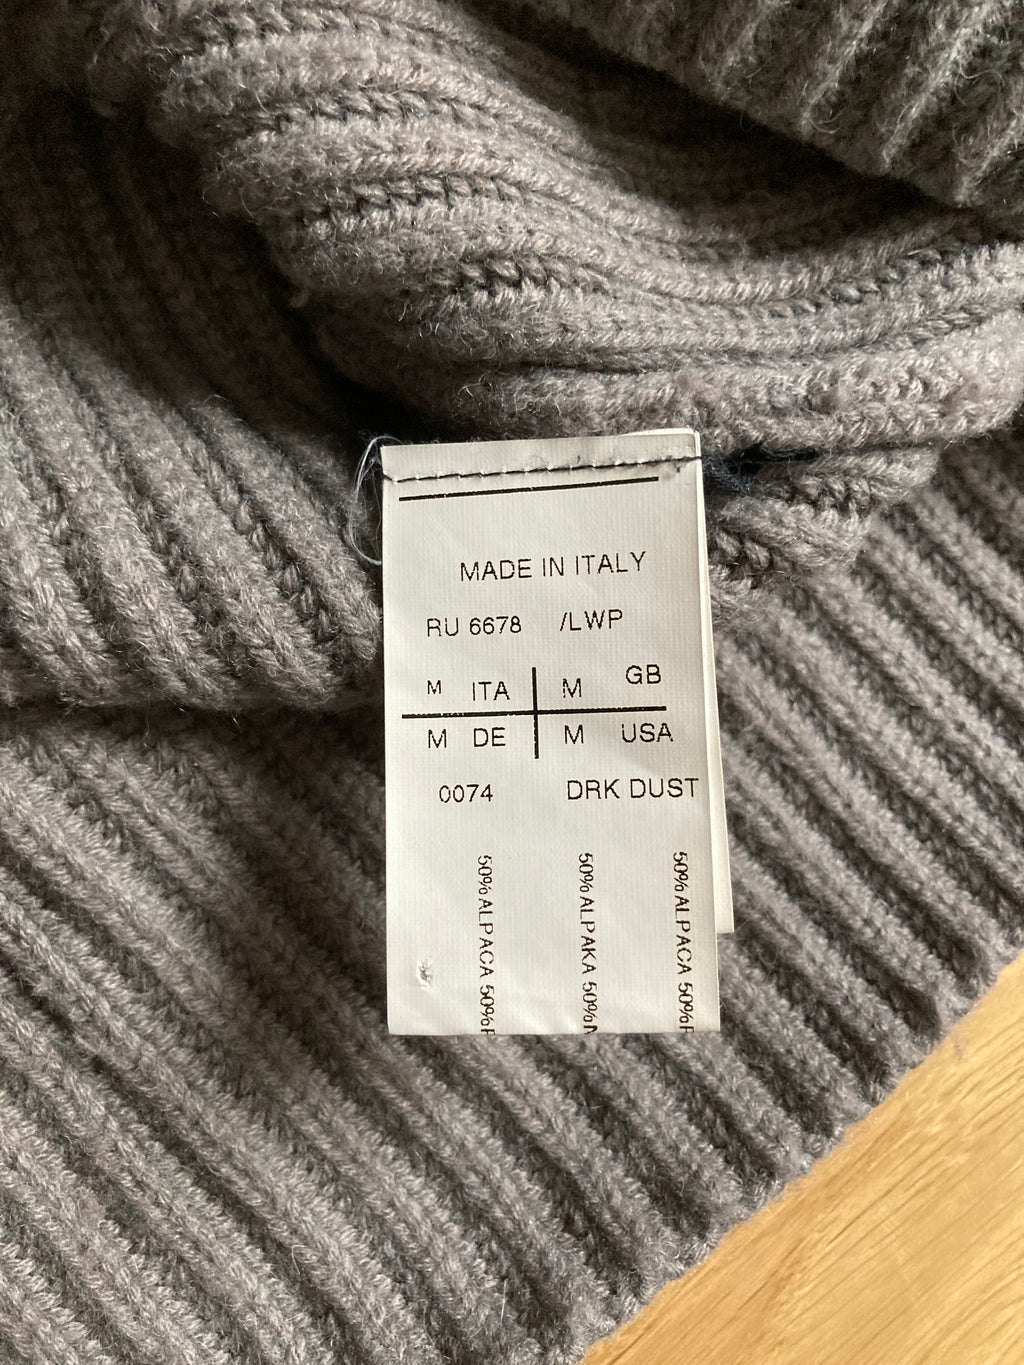 MADE IN ITALY
RU 6678 /LWP
M ITA M GB
M DE M USA
0074 DRK DUST
50% ALPACA 50%
50% ALPAKA 50%
50% ALPACA 50%